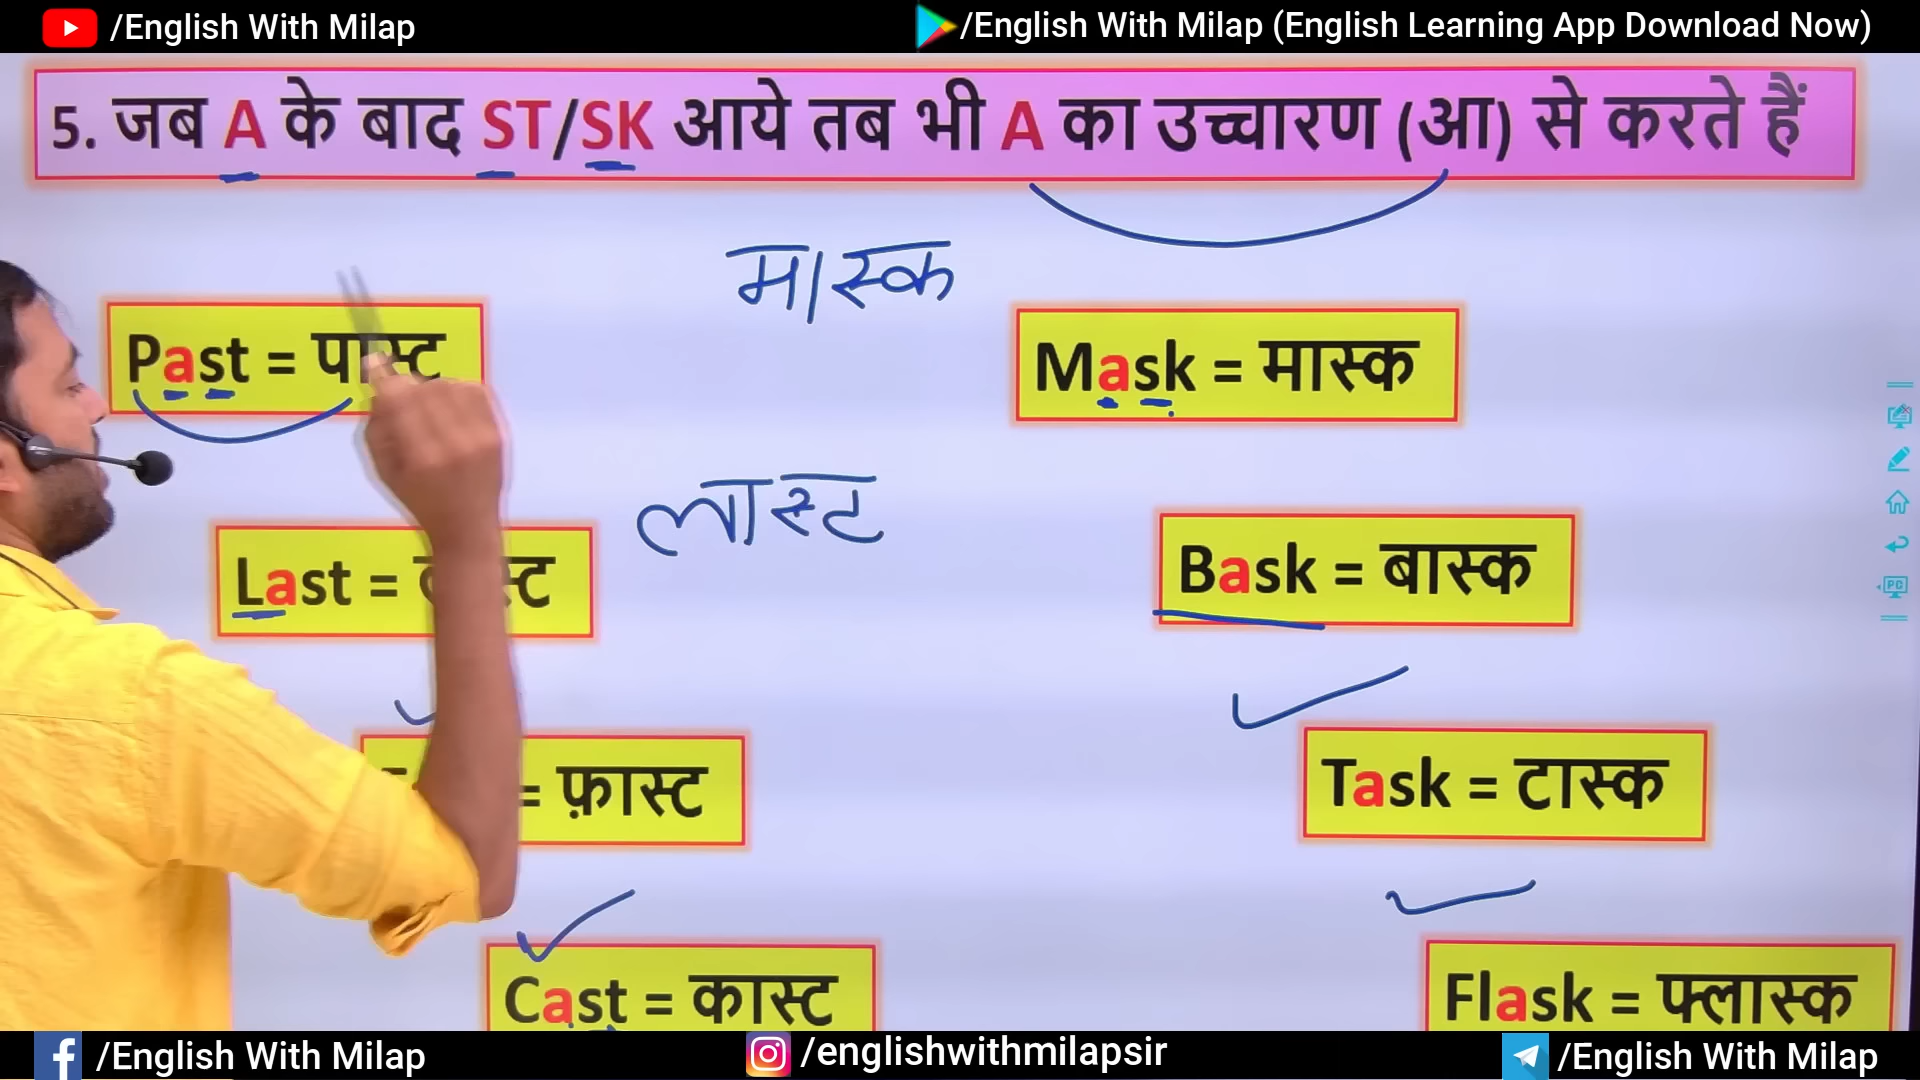 /English With Milap
/English With Milap (English Learning App Download Now)
5. जब A के बाद ST/SK आये तब भी A का उच्चारण (आ) से करते हैं
मास्क
Past = पास्ट
Mask = मास्क
लास्ट
Last =
Bask = बास्क
= फ़ास्ट
Task = टास्क
Cast = कास्ट
Flask = फ्लास्क
/English With Milap
/englishwithmilapsir
/English With Milap